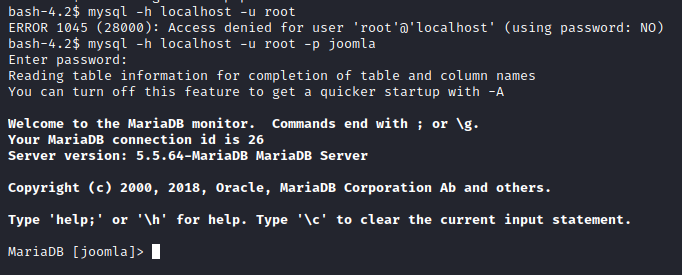 bash-4.2$ mysql -h localhost -u root
ERROR 1045 (28000): Access denied for user 'root'@'localhost' (using password: NO)
bash-4.2$ mysql -h localhost -u root -p joomla
Enter password:
Reading table information for completion of table and column names
You can turn off this feature to get a quicker startup with -A
Welcome to the MariaDB monitor.  Commands end with ; or \g.
Your MariaDB connection id is 26
Server version: 5.5.64-MariaDB MariaDB Server
Copyright (c) 2000, 2018, Oracle, MariaDB Corporation Ab and others.
Type 'help;' or '\h' for help. Type '\c' to clear the current input statement.
MariaDB [joomla]>